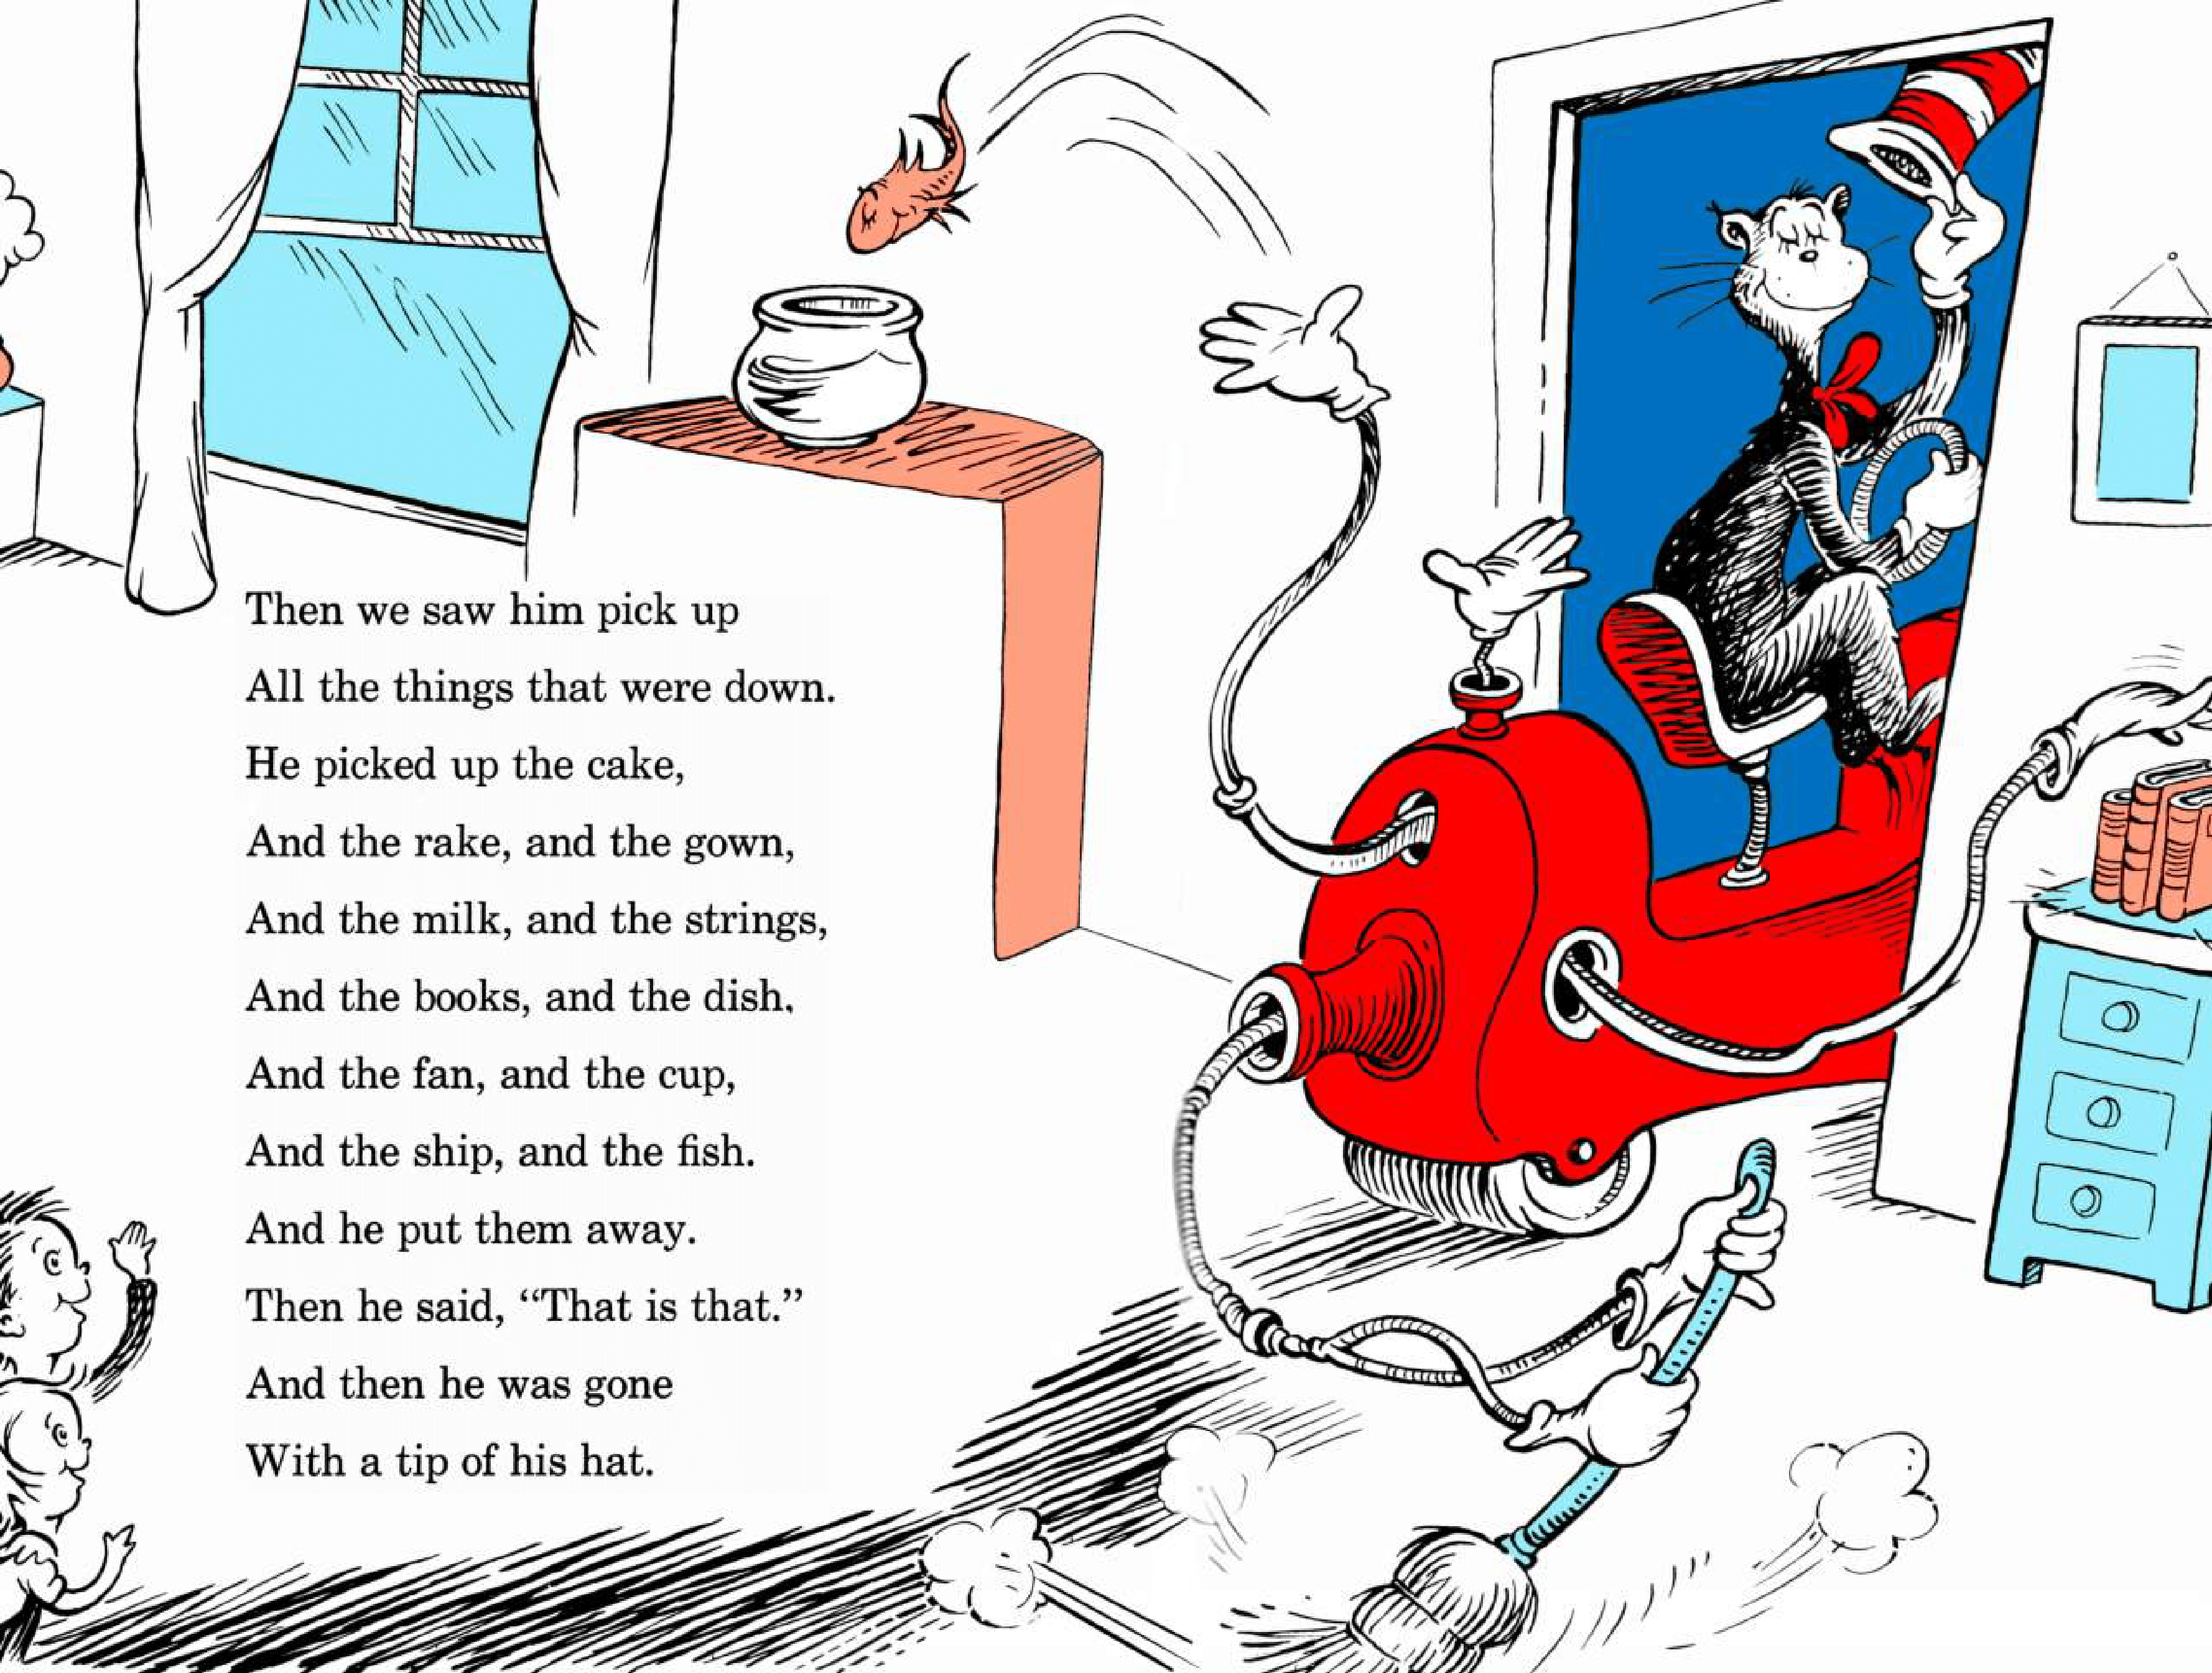 Then we saw him pick up
All the things that were down.
He picked up the cake,
And the rake, and the gown,
And the milk, and the strings,
And the books, and the dish,
And the fan, and the cup,
And the ship, and the fish.
And he put them away.
Then he said, “That is that.”
And then he was gone
With a tip of his hat.